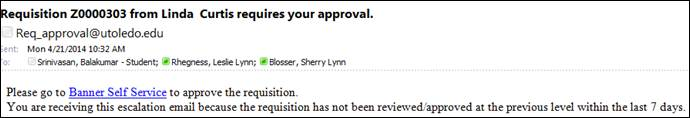 Requisition Z0000303 from Linda  Curtis requires your approval.
Req_approval@utoledo.edu
Sent: Mon 4/21/2014 10:32 AM
To: Srinivasan, Balakumar - Student; Rhegness, Leslie Lynn; Blosser, Sherry Lynn
Please go to Banner Self Service to approve the requisition.
You are receiving this escalation email because the requisition has not been reviewed/approved at the previous level within the last 7 days.